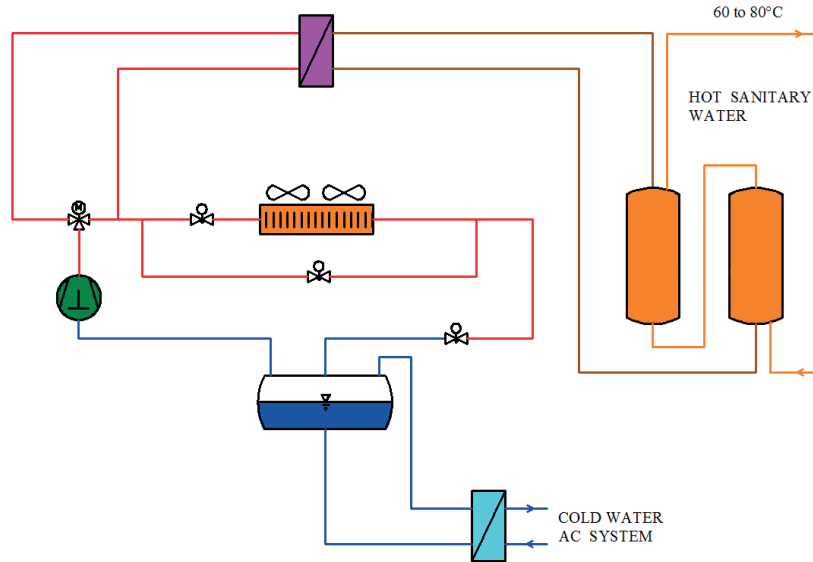 60 to 80°C
HOT SANITARY
WATER
M
COLD WATER
AC SYSTEM